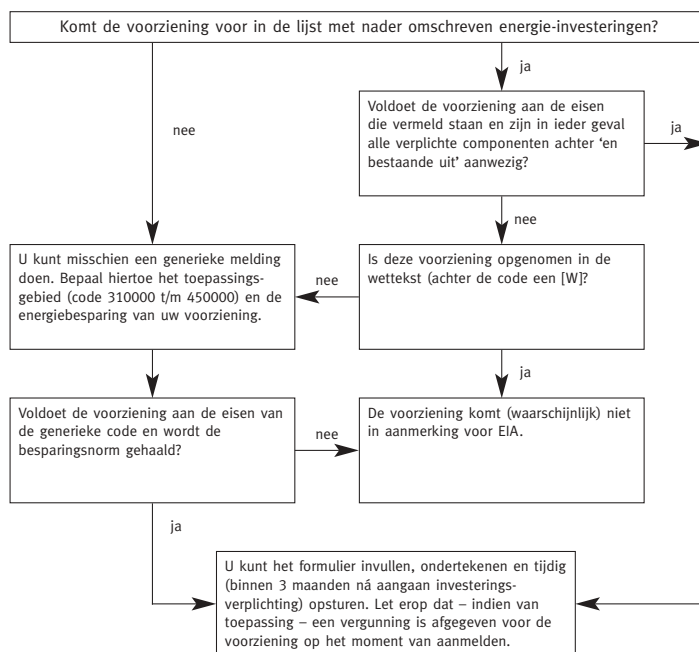 Komt de voorziening voor in de lijst met nader omschreven energie-investeringen?
ja
nee
Voldoet de voorziening aan de eisen
die vermeld staan en zijn in ieder geval
alle verplichte componenten achter ‘en
bestaande uit’ aanwezig?
ja
nee
U kunt misschien een generieke melding
doen. Bepaal hiertoe het toepassings-
gebied (code 310000 t/m 450000) en de
energiebesparing van uw voorziening.
nee
Is deze voorziening opgenomen in de
wettekst (achter de code een [W]?
ja
Voldoet de voorziening aan de eisen van
de generieke code en wordt de
besparingsnorm gehaald?
nee
De voorziening komt (waarschijnlijk) niet
in aanmerking voor EIA.
ja
U kunt het formulier invullen, ondertekenen en tijdig
(binnen 3 maanden ná aangaan investerings-
verplichting) opsturen. Let erop dat – indien van
toepassing – een vergunning is afgegeven voor de
voorziening op het moment van aanmelden.